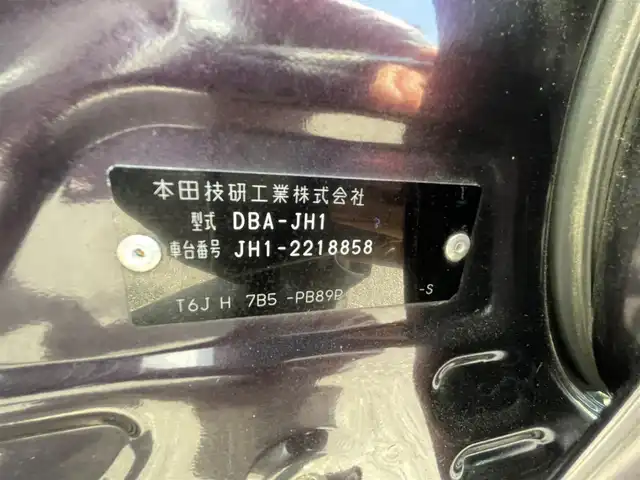 本田技研工業株式会社
型式 DBA-JH1
車台番号 JH1-2218858
T6J H 7B5 -PB89P -S